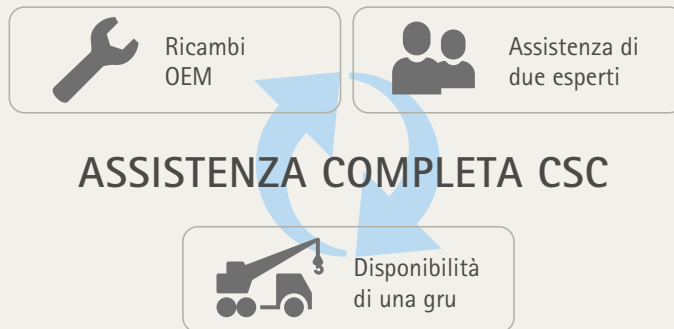 Ricambi
OEM
Assistenza di
due esperti
ASSISTENZA COMPLETA CSC
Disponibilità
di una gru